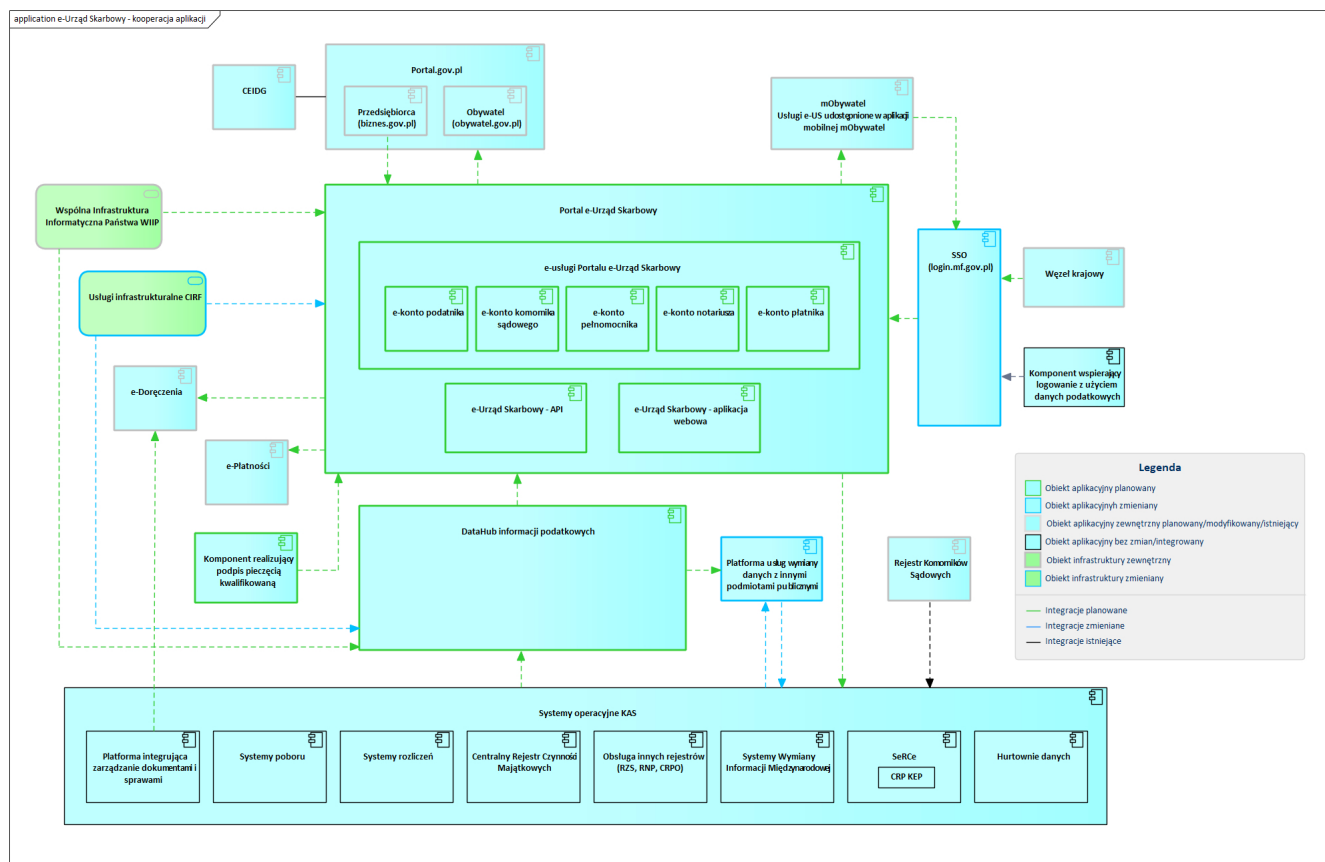 application e-Urząd Skarbowy - kooperacja aplikacji
Portal.gov.pl
CEIDG
Przedsiębiorca
(biznes.gov.pl)
Obywatel
(obywatel.gov.pl)
mObywatel
Usługi e-US udostępnione w aplikacji
mobilnej mObywatel
Wspólna Infrastruktura
Informatyczna Państwa WIIP
Portal e-Urząd Skarbowy
SSO
(login.mf.gov.pl)
Węzeł krajowy
e-usługi Portalu e-Urząd Skarbowy
Usługi infrastrukturalne CIRF
e-konto podatnika
e-konto komornika
sądowego
e-konto
pełnomocnika
e-konto notariusza
e-konto płatnika
Komponent wspierający
logowanie z użyciem
danych podatkowych
e-Doręczenia
e-Urząd Skarbowy - API
e-Urząd Skarbowy - aplikacja
webowa
e-Płatności
Legenda
Obiekt aplikacyjny planowany
Obiekt aplikacyjnyh zmieniany
Obiekt aplikacyjny zewnętrzny planowany/modyfikowany/istniejący
Obiekt aplikacyjny bez zmian/integrowany
Obiekt infrastruktury zewnętrzny
Obiekt infrastruktury zmieniany
Integracje planowane
Integracje zmieniane
Integracje istniejące
DataHub informacji podatkowych
Komponent realizujący
podpis pieczęcią
kwalifikowaną
Platforma usług wymiany
danych z innymi
podmiotami publicznymi
Rejestr Komorników
Sądowych
Systemy operacyjne KAS
Platforma integrująca
zarządzanie dokumentami i
sprawami
Systemy poboru
Systemy rozliczeń
Centralny Rejestr Czynności
Majątkowych
Obsługa innych rejestrów
(RZS, RNP, CRPO)
Systemy Wymiany
Informacji Międzynarodowej
SeRCe
CRP KEP
Hurtownie danych